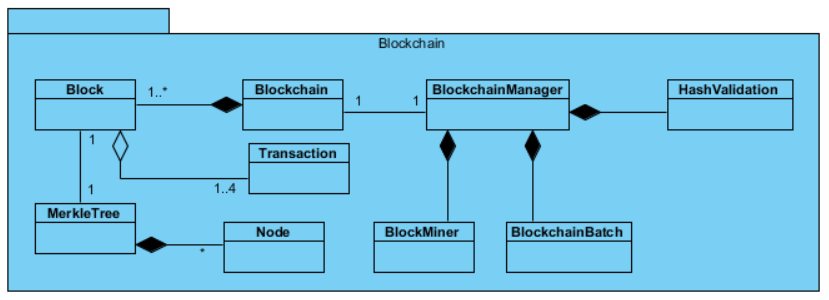 Blockchain
Block
1..*
Blockchain
1
1
BlockchainManager
HashValidation
1
Transaction
1..4
1
MerkleTree
*
Node
BlockMiner
BlockchainBatch